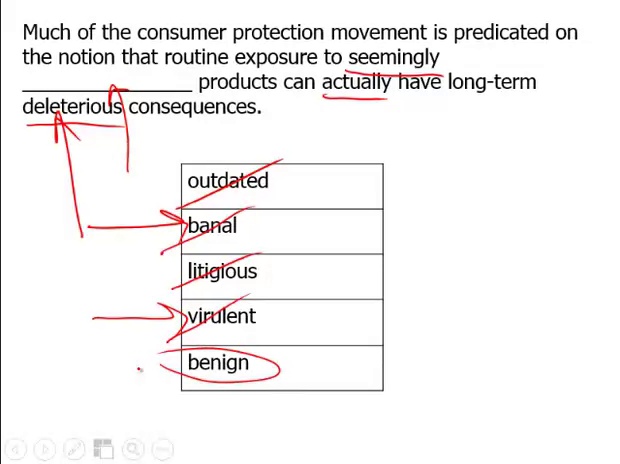 Much of the consumer protection movement is predicated on
the notion that routine exposure to seemingly
________________ products can actually have long-term
deleterious consequences.
outdated
banal
litigious
virulent
benign